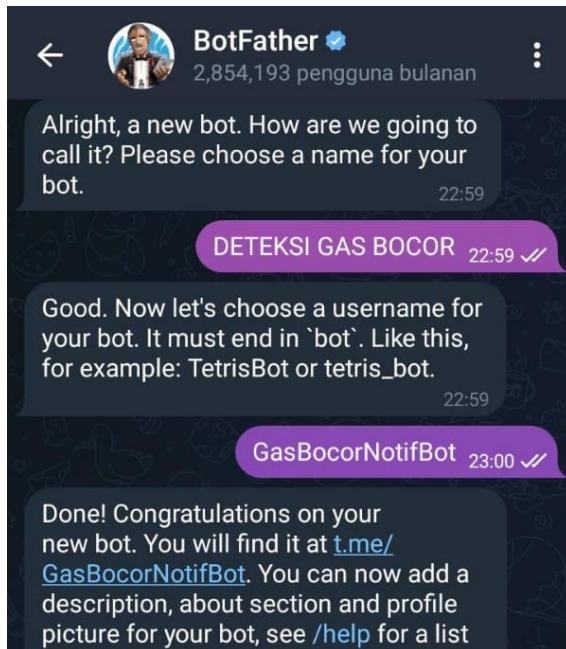 BotFather
2,854,193 pengguna bulanan
Alright, a new bot. How are we going to
call it? Please choose a name for your
bot.
22:59
DETEKSI GAS BOCOR 22:59
Good. Now let's choose a username for
your bot. It must end in `bot`. Like this,
for example: TetrisBot or tetris_bot.
22:59
GasBocorNotifBot 23:00
Done! Congratulations on your
new bot. You will find it at t.me/
GasBocorNotifBot. You can now add a
description, about section and profile
picture for your bot, see /help for a list